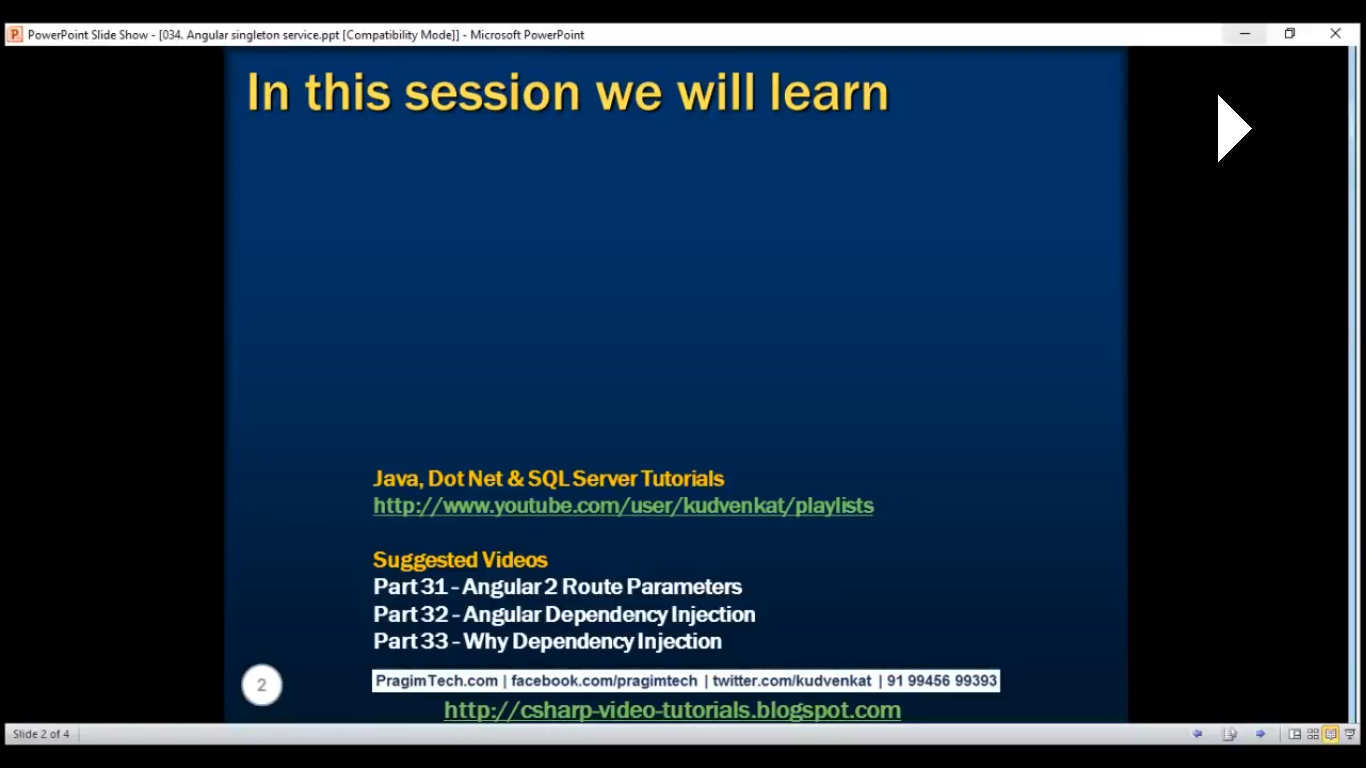 PowerPoint Slide Show - [034. Angular singleton service.ppt [Compatibility Mode]] - Microsoft PowerPoint
In this session we will learn
Java, Dot Net & SQL Server Tutorials
http://www.youtube.com/user/kudvenkat/playlists
Suggested Videos
Part 31 - Angular 2 Route Parameters
Part 32 - Angular Dependency Injection
Part 33 - Why Dependency Injection
2
PragimTech.com | facebook.com/pragimtech | twitter.com/kudvenkat | 91 99456 99393
http://csharp-video-tutorials.blogspot.com
Slide 2 of 4